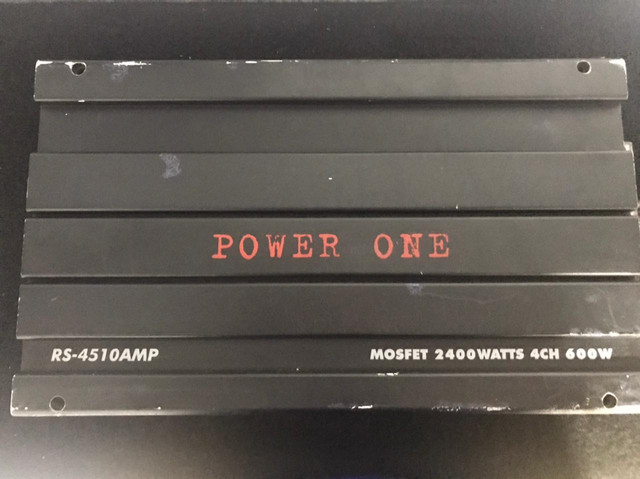 POWER ONE
RS-4510AMP
MOSFET 2400WATTS 4CH 600W